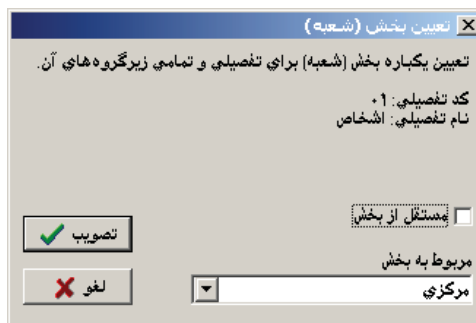 تعيين بخش (شعبه)
تعيين يكباره بخش (شعبه) براي تفصيلي و تمامي زيرگروه‌هاي آن.
كد تفصيلي: ۰۱
نام تفصيلي: اشخاص
مستقل از بخش
تصويب
مربوط به بخش
مركزي
لغو